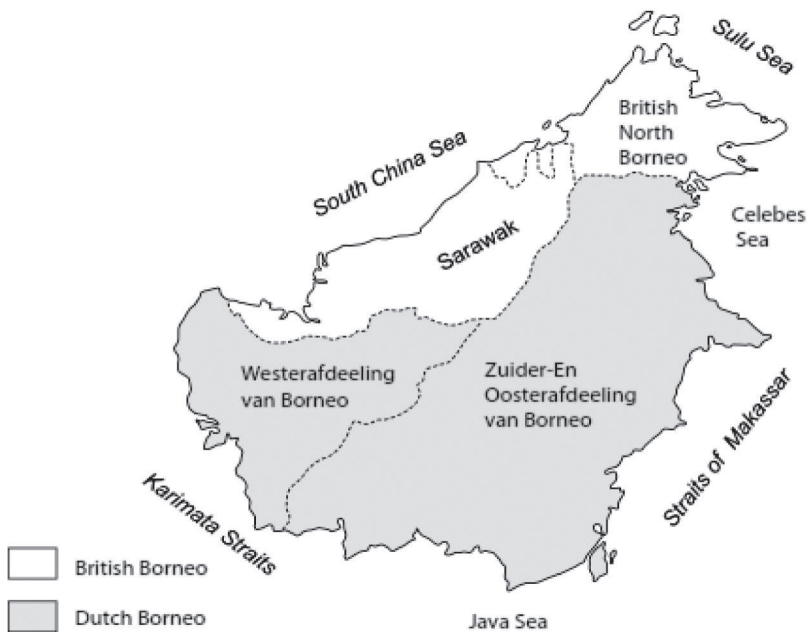 Sulu Sea
British
North
Borneo
South China Sea
Celebes
Sea
Sarawak
Westerafdeeling
van Borneo
Zuider-En
Oosterafdeeling
van Borneo
Straits of Makassar
Karimata Straits
British Borneo
Dutch Borneo
Java Sea